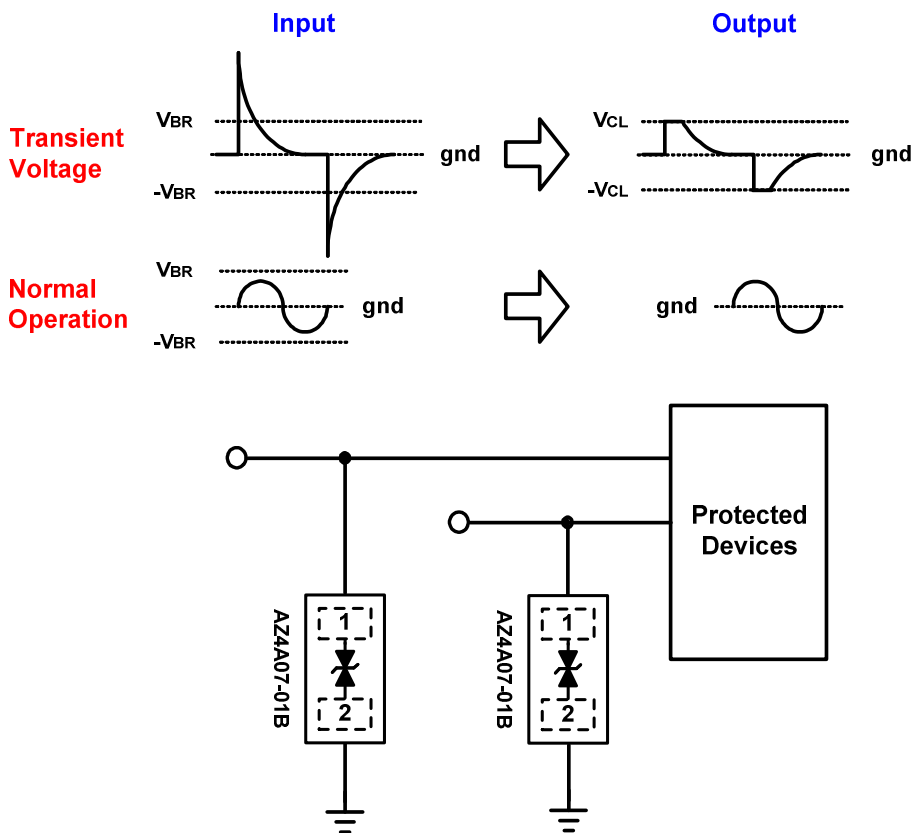 Input
Output
Transient
Voltage
VBR
gnd
-VBR
VCL
gnd
-VCL
Normal
Operation
VBR
gnd
-VBR
gnd
Protected
Devices
AZ4A07-01B
1
2
AZ4A07-01B
1
2